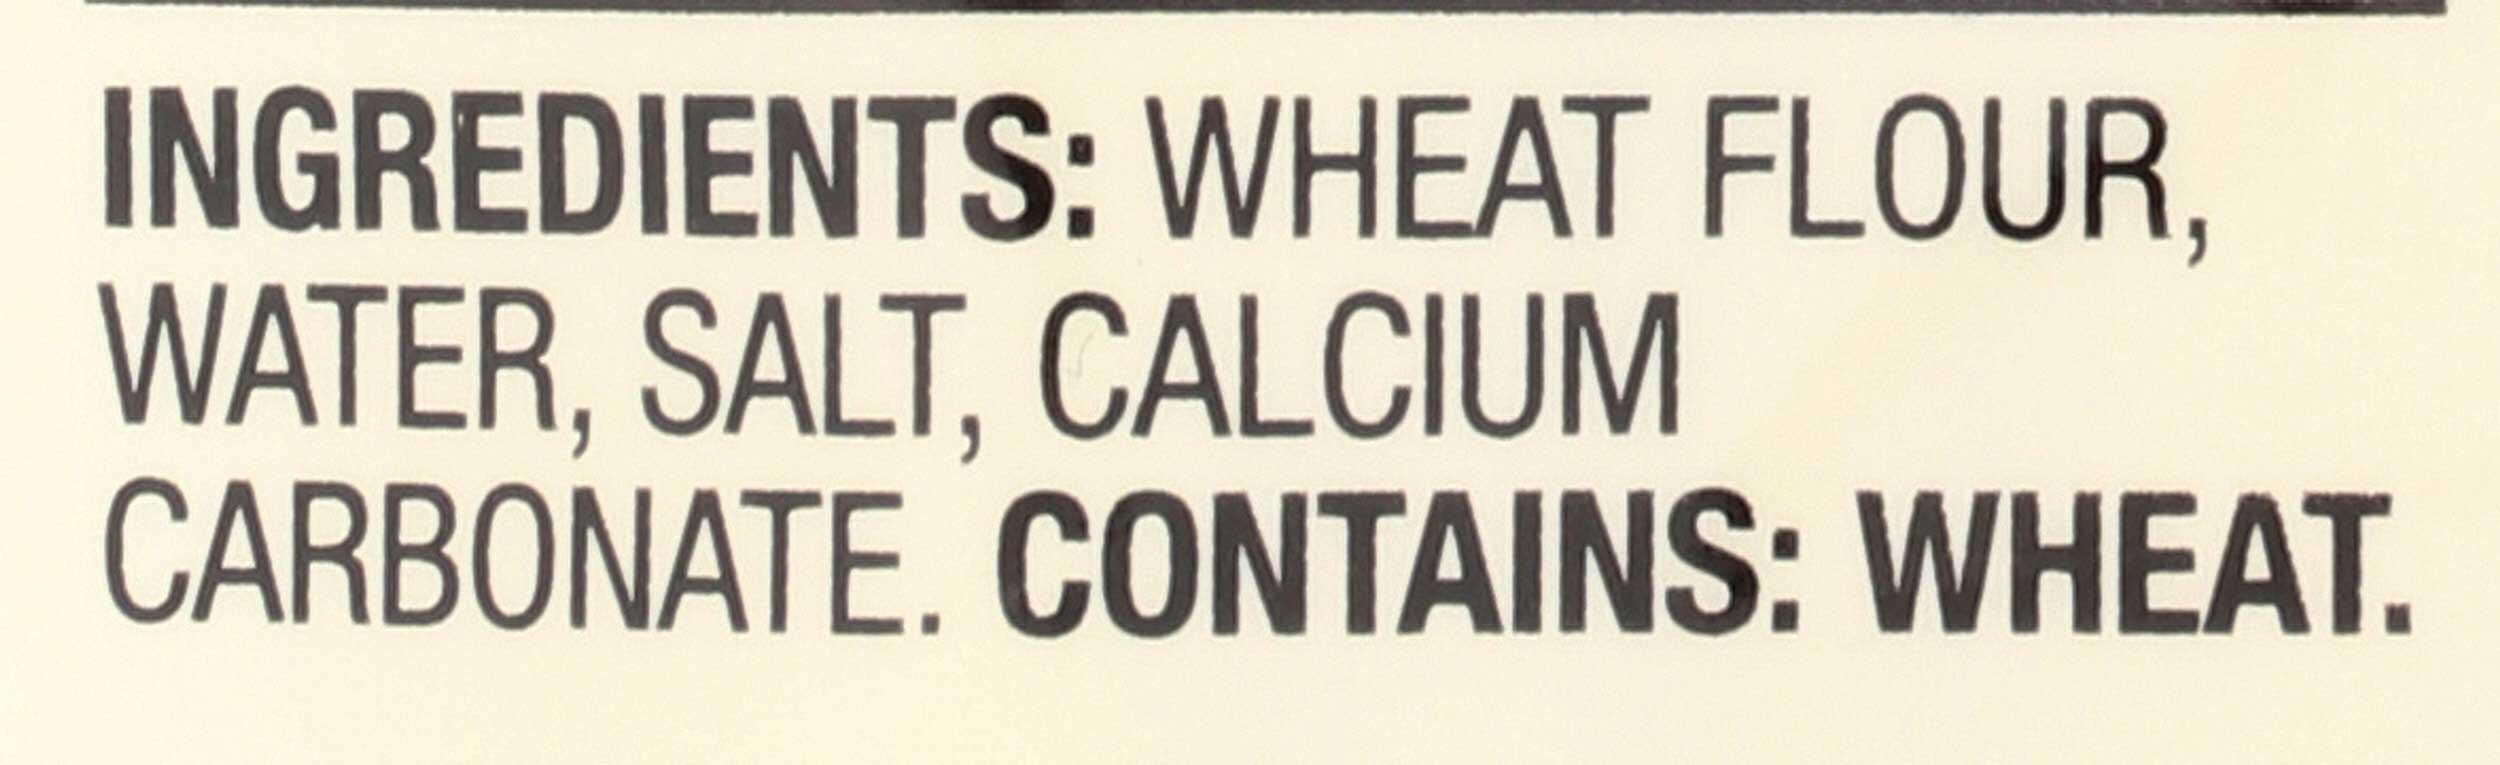 INGREDIENTS: WHEAT FLOUR,
WATER, SALT, CALCIUM
CARBONATE. CONTAINS: WHEAT.